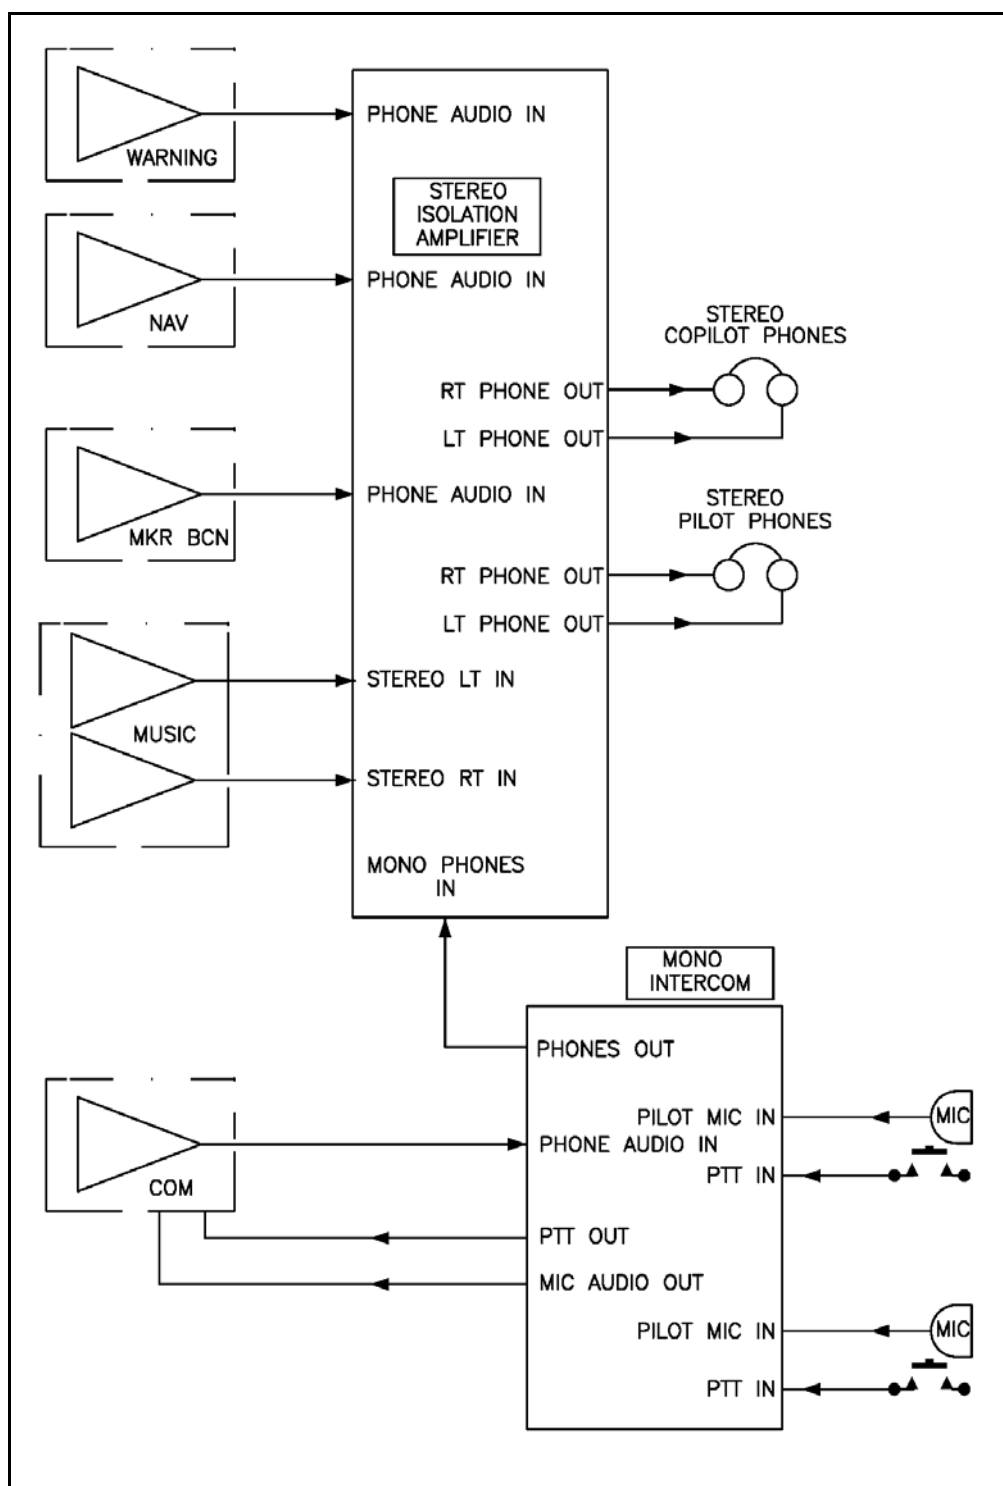 WARNING
PHONE AUDIO IN
STEREO
ISOLATION
AMPLIFIER
NAV
PHONE AUDIO IN
STEREO
COPILOT PHONES
RT PHONE OUT
LT PHONE OUT
MKR BCN
PHONE AUDIO IN
STEREO
PILOT PHONES
RT PHONE OUT
LT PHONE OUT
MUSIC
STEREO LT IN
STEREO RT IN
MONO PHONES
IN
MONO
INTERCOM
PHONES OUT
PILOT MIC IN
MIC
PHONE AUDIO IN
PTT IN
COM
PTT OUT
MIC AUDIO OUT
PILOT MIC IN
MIC
PTT IN